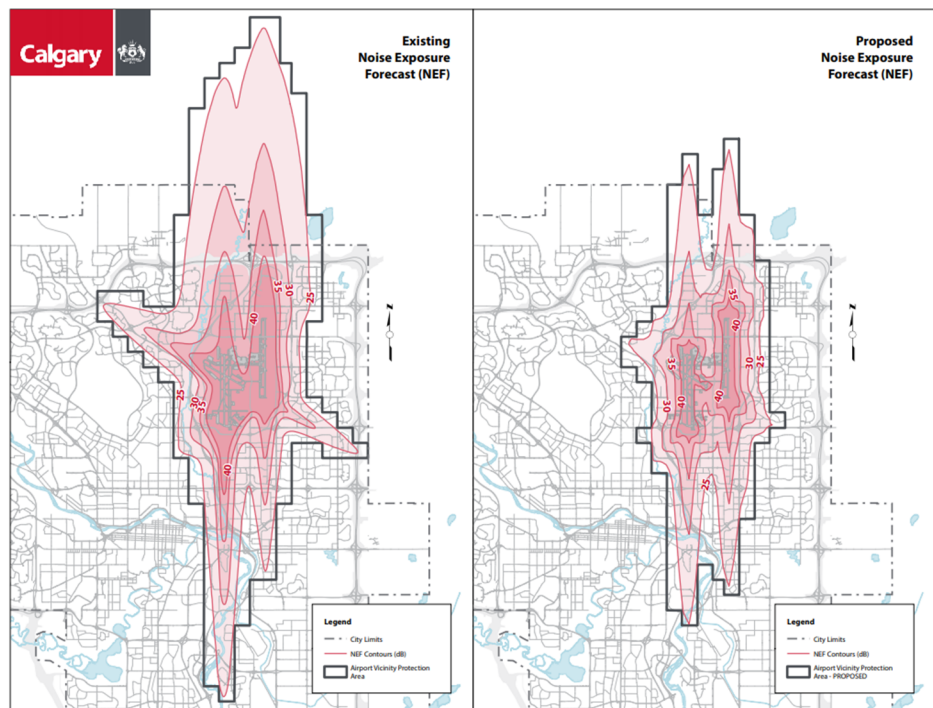 Calgary
Existing
Noise Exposure
Forecast (NEF)
35
30
25
40
25
30
35
40
N
Legend
City Limits
NEF Contours (dB)
Airport Vicinity Protection
Area
Proposed
Noise Exposure
Forecast (NEF)
35
40
35
30
25
30
40
40
25
N
Legend
City Limits
NEF Contours (dB)
Airport Vicinity Protection
Area - PROPOSED